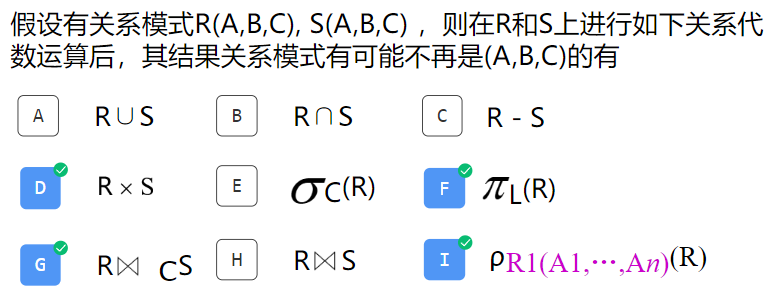 假设有关系模式R(A,B,C), S(A,B,C) ，则在R和S上进行如下关系代
数运算后，其结果关系模式有可能不再是(A,B,C)的有
A R∪S B R∩S C R - S
D R × S E σC(R) F πL(R)
G R⋈ CS H R⋈S I ρR1(A1,⋯,An)(R)